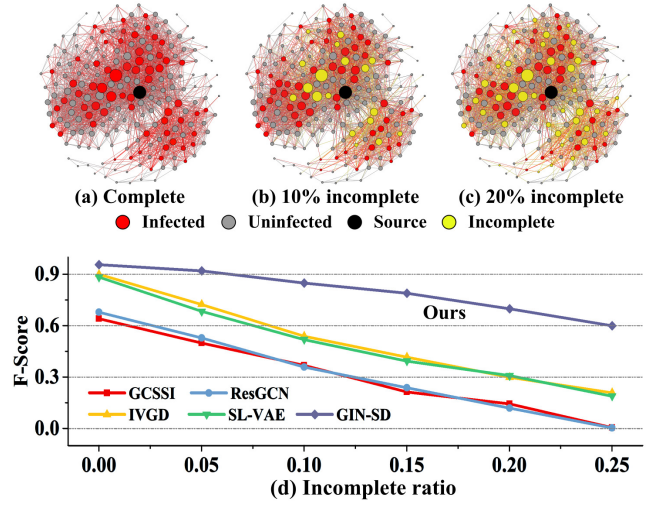 (a) Complete (b) 10% incomplete (c) 20% incomplete
Infected Uninfected Source Incomplete
0.9
Ours
0.6
F-Score
0.3
GCSSI ResGCN
IVGD SL-VAE GIN-SD
0.0
0.00 0.05 0.10 0.15 0.20 0.25
(d) Incomplete ratio